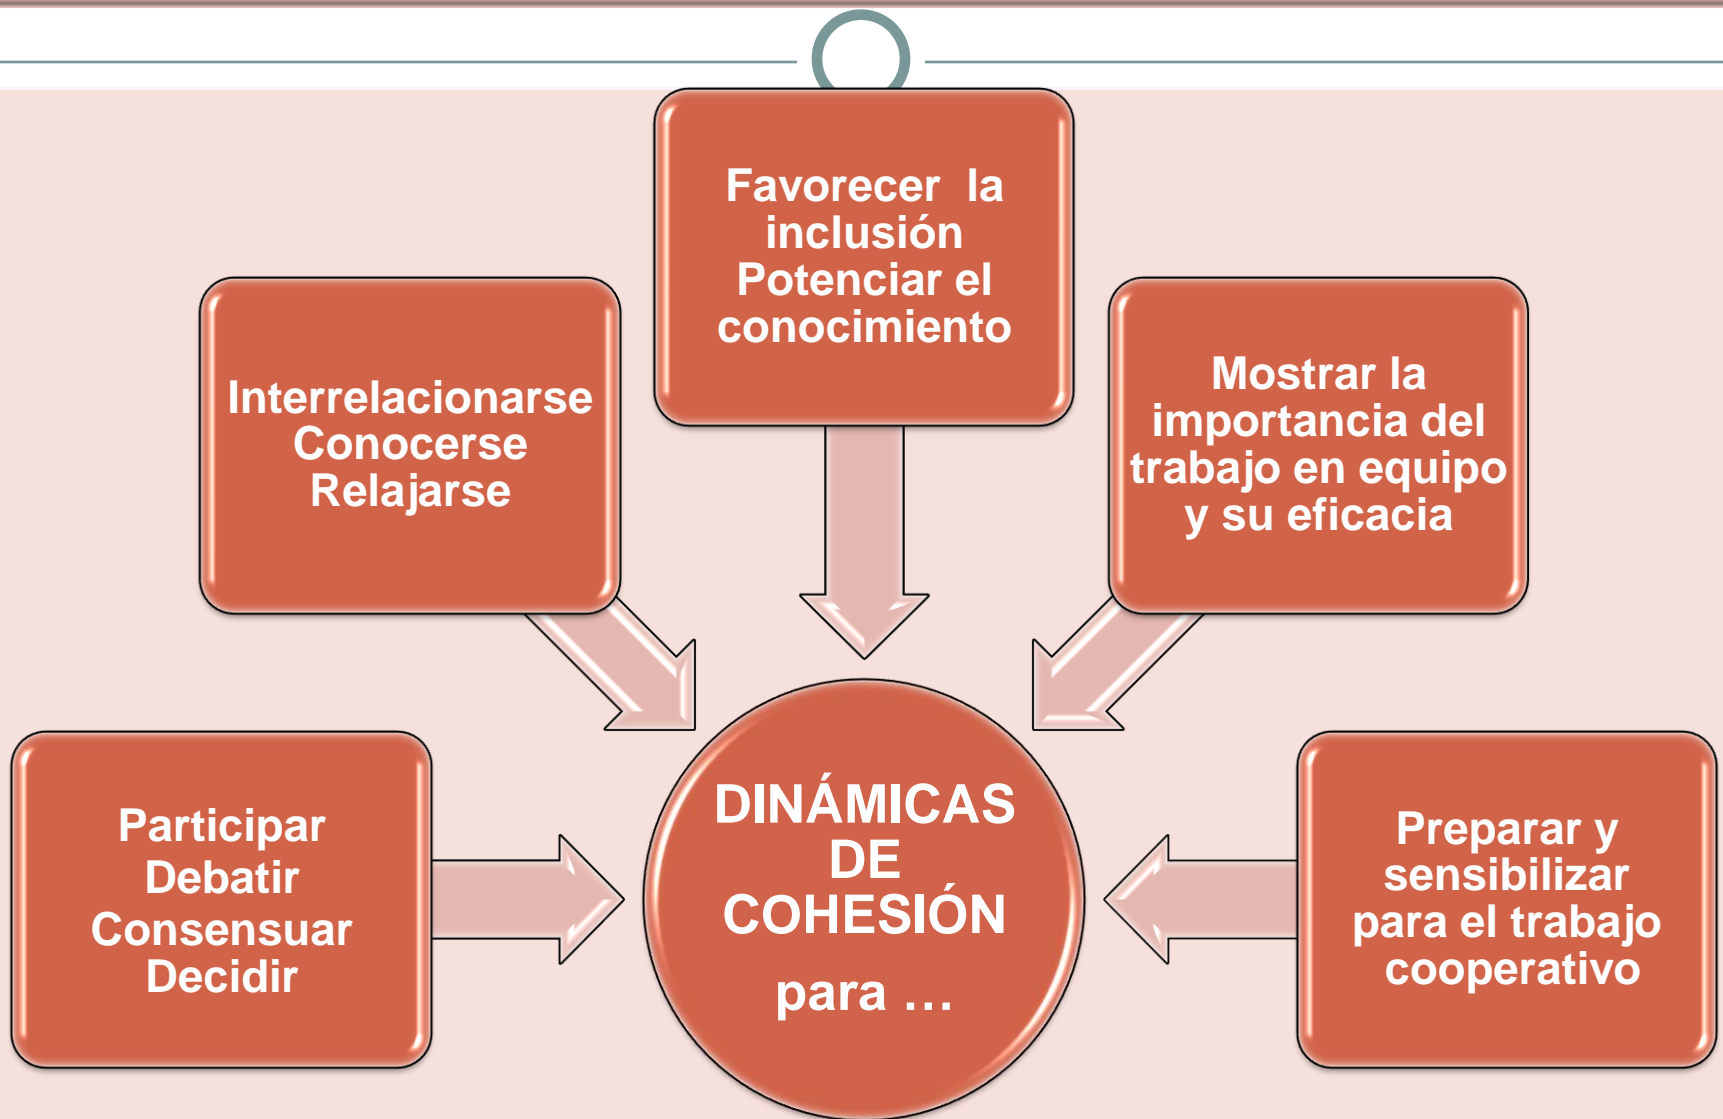 Favorecer la
inclusión
Potenciar el
conocimiento
Interrelacionarse
Conocerse
Relajarse
Mostrar la
importancia del
trabajo en equipo
y su eficacia
Participar
Debatir
Consensuar
Decidir
DINÁMICAS
DE
COHESIÓN
para …
Preparar y
sensibilizar
para el trabajo
cooperativo